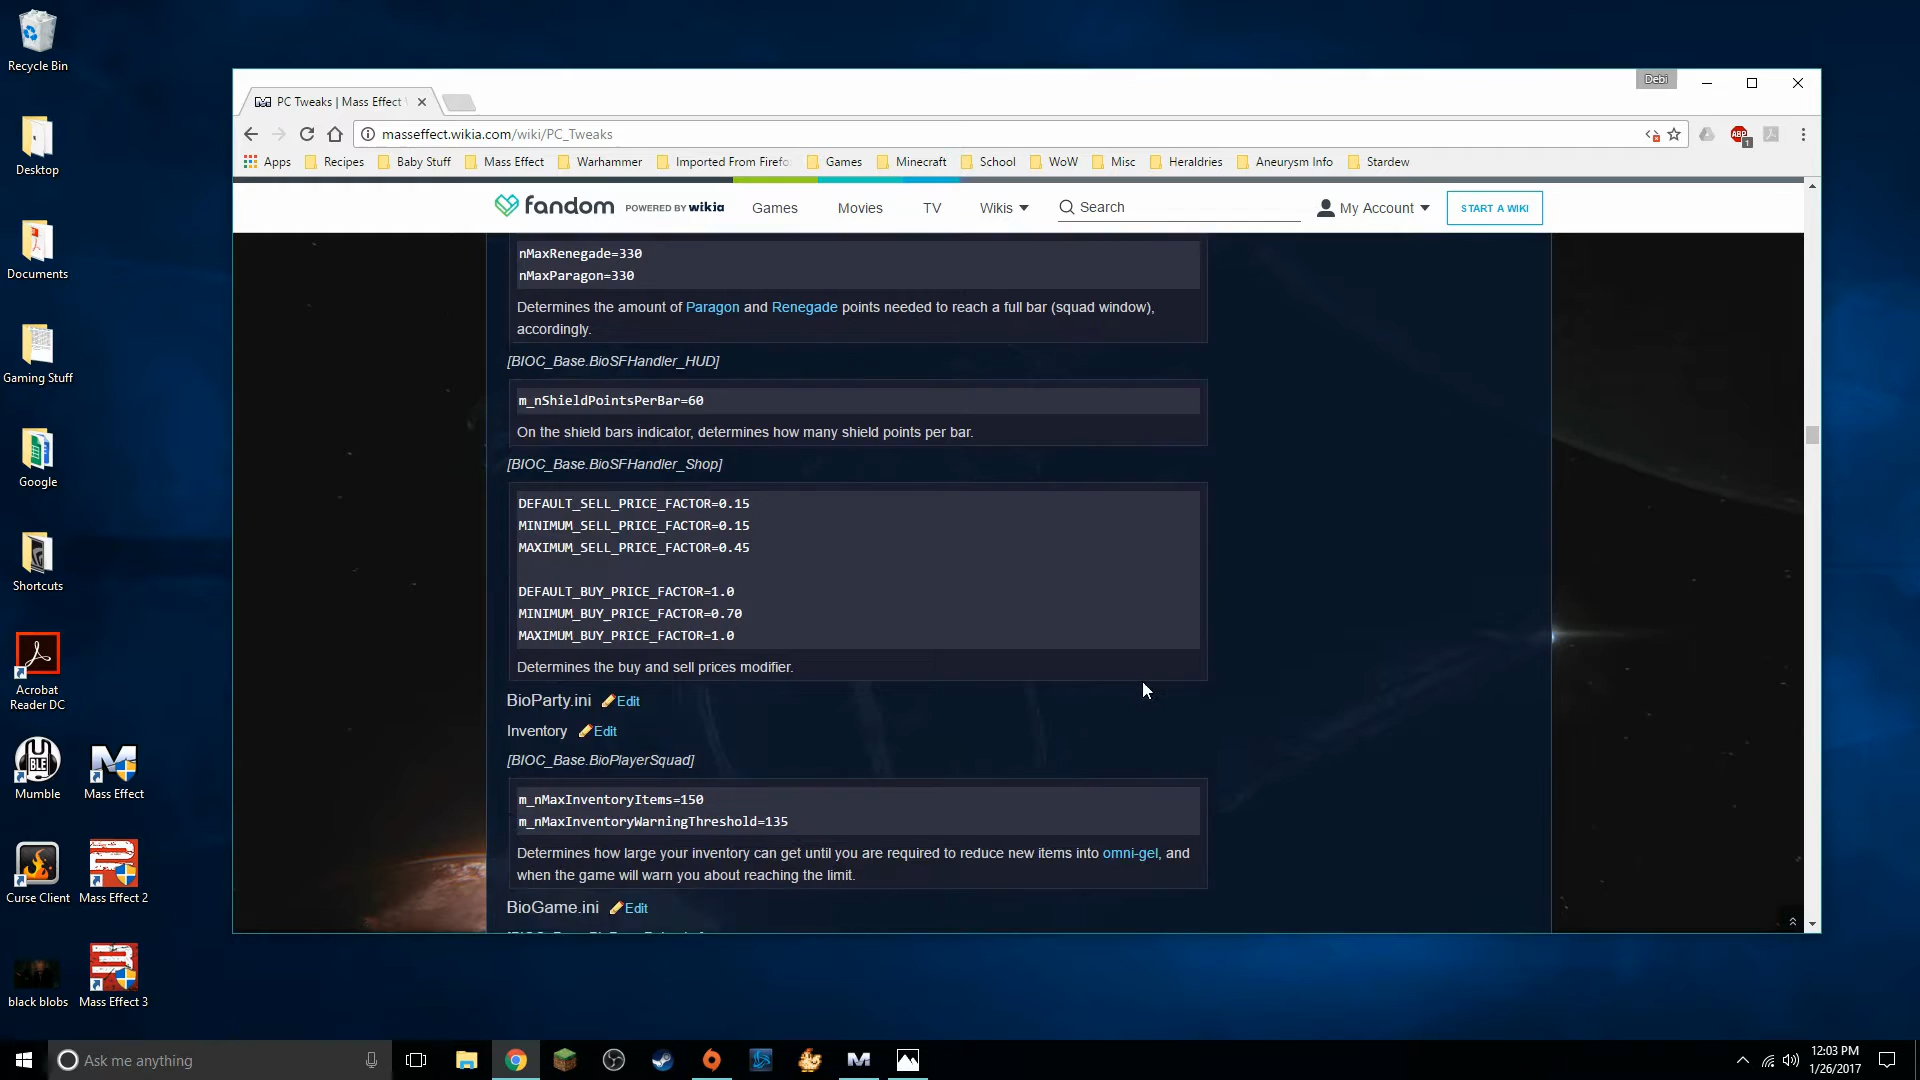 Recycle Bin
Desktop
Documents
Gaming Stuff
Google
Shortcuts
Acrobat
Reader DC
Mumble
Mass Effect
Curse Client
Mass Effect 2
black blobs
Mass Effect 3
Debi
PC Tweaks | Mass Effect
masseffect.wikia.com/wiki/PC_Tweaks
ABP
1
Apps
Recipes
Baby Stuff
Mass Effect
Warhammer
Imported From Firefo
Games
Minecraft
School
WoW
Misc
Heraldries
Aneurysm Info
Stardew
fandom POWERED BY wikia
Games
Movies
TV
Wikis
Search
My Account
START A WIKI
nMaxRenegade=330
nMaxParagon=330
Determines the amount of Paragon and Renegade points needed to reach a full bar (squad window),
accordingly.
[BIOC_Base.BioSFHandler_HUD]
m_nShieldPointsPerBar=60
On the shield bars indicator, determines how many shield points per bar.
[BIOC_Base.BioSFHandler_Shop]
DEFAULT_SELL_PRICE_FACTOR=0.15
MINIMUM_SELL_PRICE_FACTOR=0.15
MAXIMUM_SELL_PRICE_FACTOR=0.45
DEFAULT_BUY_PRICE_FACTOR=1.0
MINIMUM_BUY_PRICE_FACTOR=0.70
MAXIMUM_BUY_PRICE_FACTOR=1.0
Determines the buy and sell prices modifier.
BioParty.ini Edit
Inventory Edit
[BIOC_Base.BioPlayerSquad]
m_nMaxInventoryItems=150
m_nMaxInventoryWarningThreshold=135
Determines how large your inventory can get until you are required to reduce new items into omni-gel, and
when the game will warn you about reaching the limit.
BioGame.ini Edit
Ask me anything
12:03 PM
1/26/2017